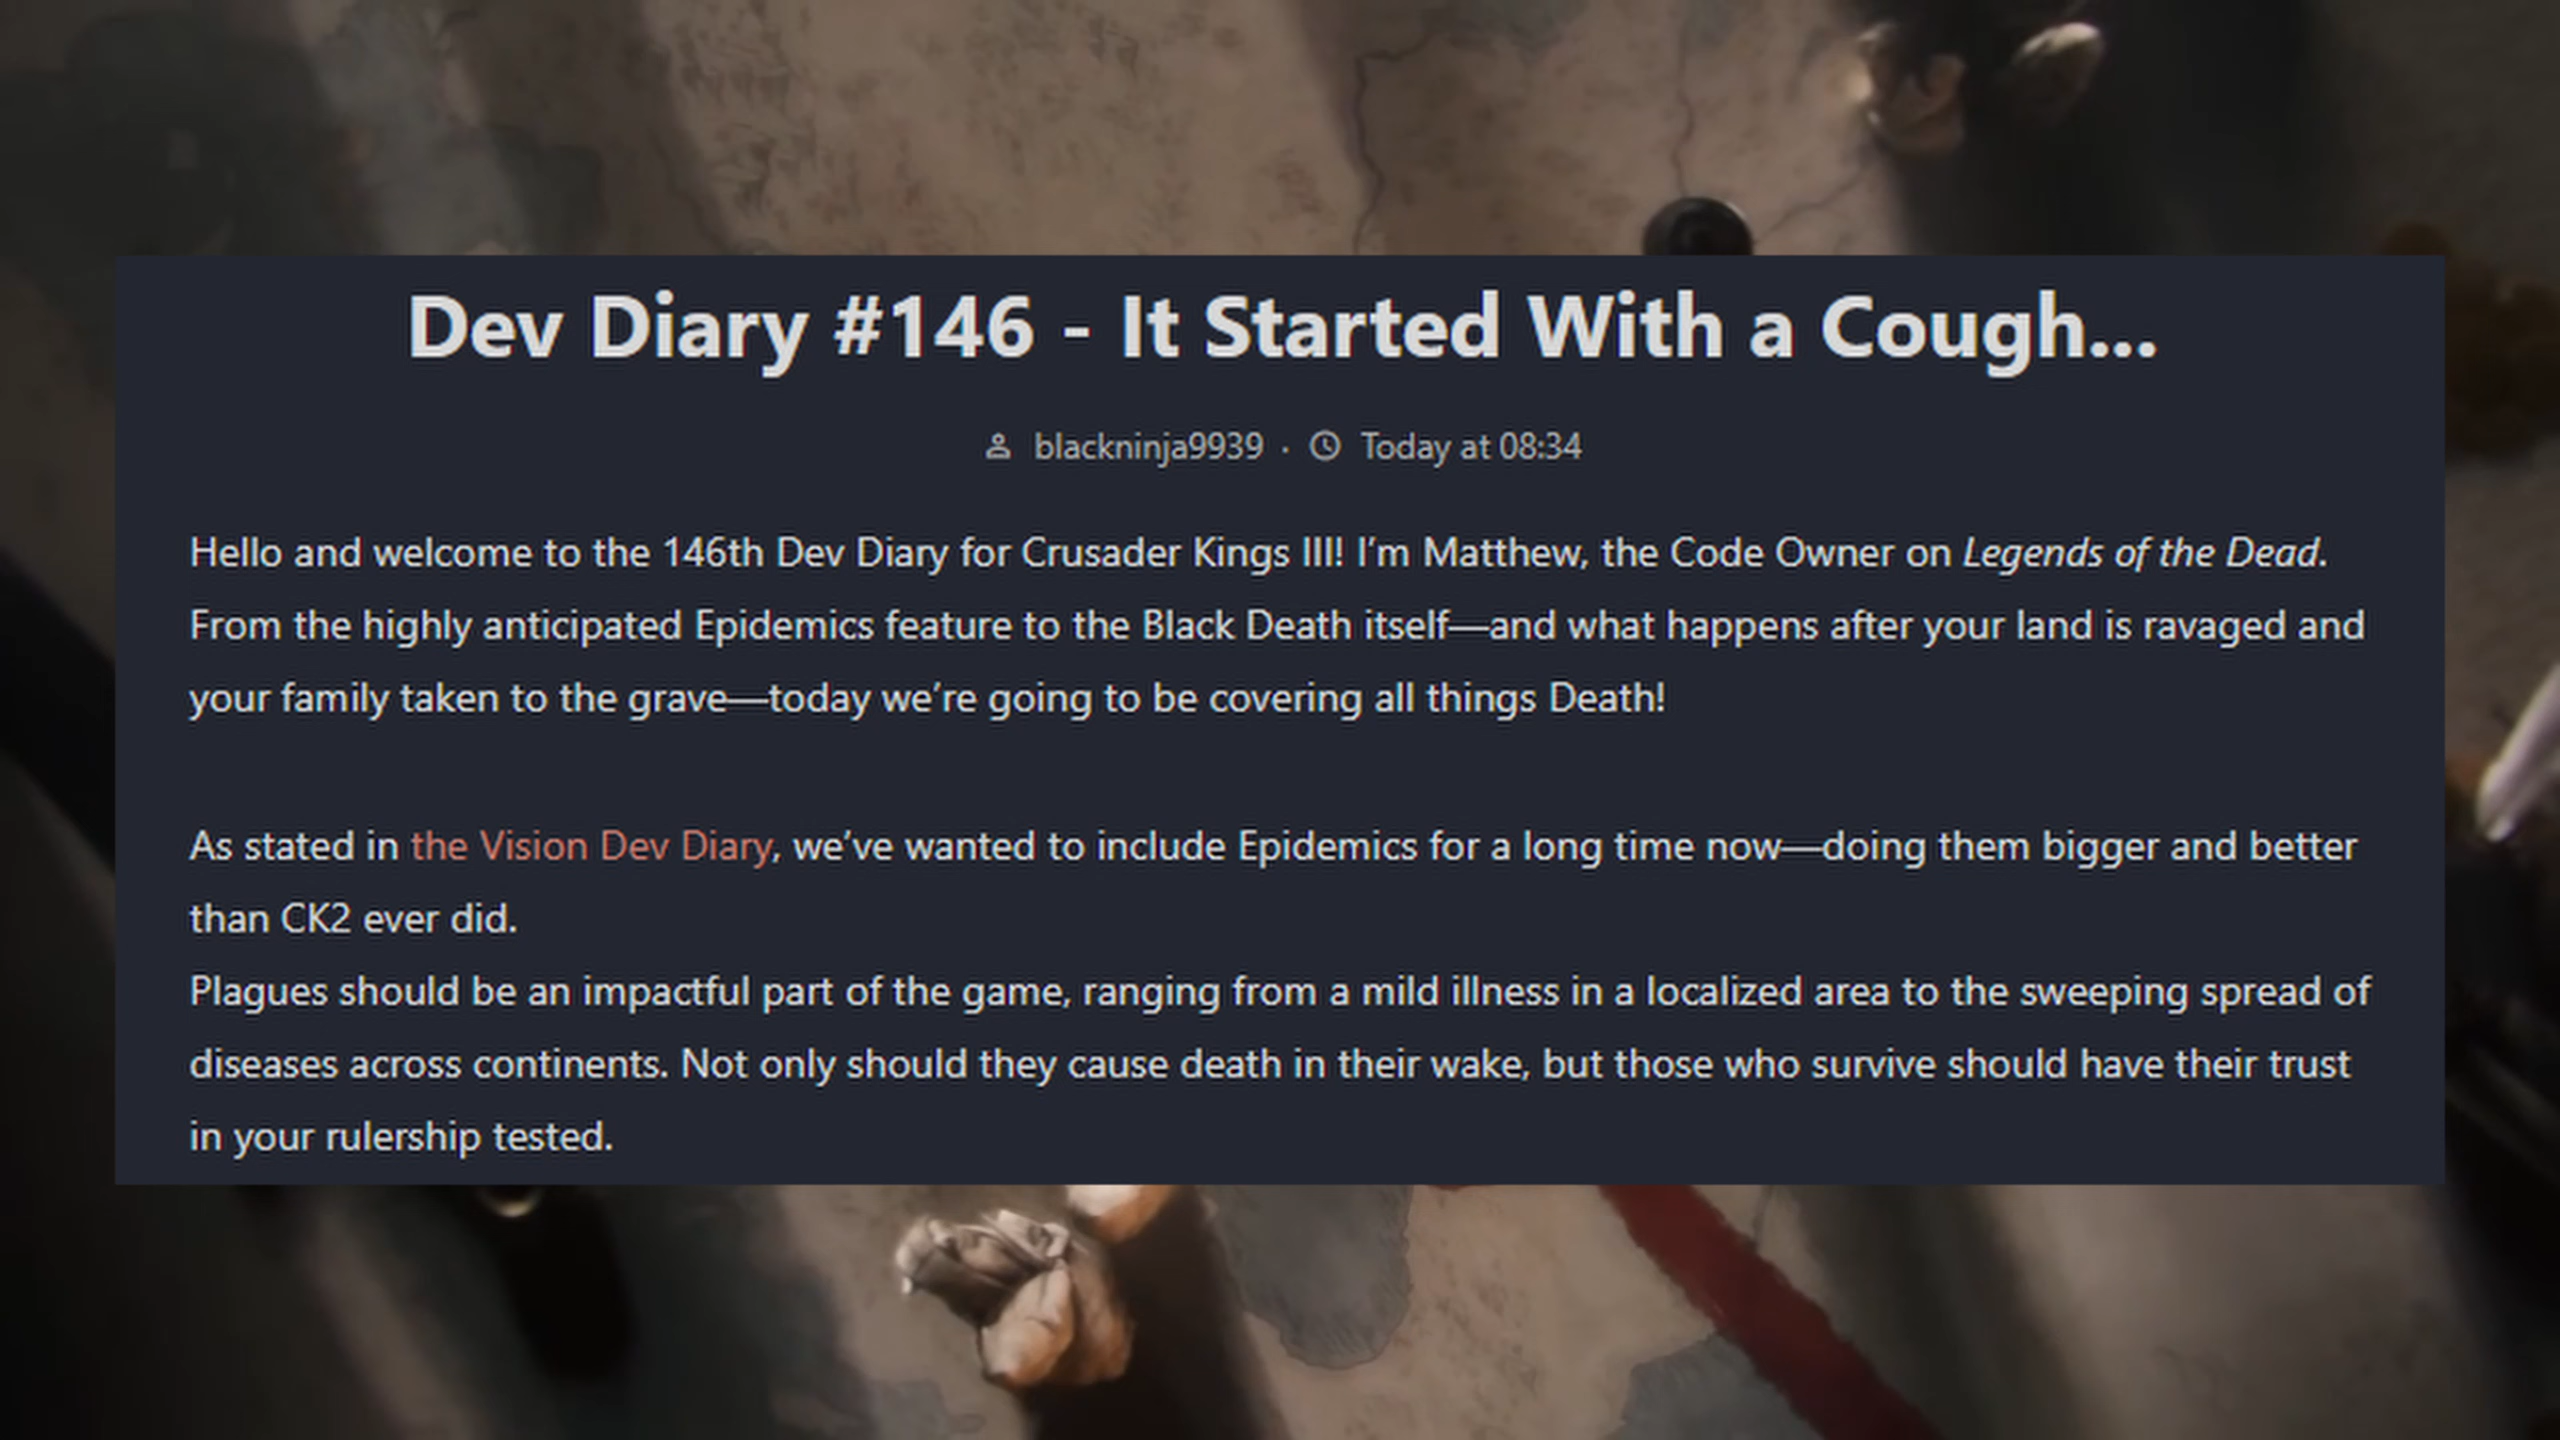 Dev Diary #146 - It Started With a Cough...
blackninja9939 · Today at 08:34
Hello and welcome to the 146th Dev Diary for Crusader Kings III! I’m Matthew, the Code Owner on Legends of the Dead.
From the highly anticipated Epidemics feature to the Black Death itself—and what happens after your land is ravaged and
your family taken to the grave—today we’re going to be covering all things Death!
As stated in the Vision Dev Diary, we’ve wanted to include Epidemics for a long time now—doing them bigger and better
than CK2 ever did.
Plagues should be an impactful part of the game, ranging from a mild illness in a localized area to the sweeping spread of
diseases across continents. Not only should they cause death in their wake, but those who survive should have their trust
in your rulership tested.